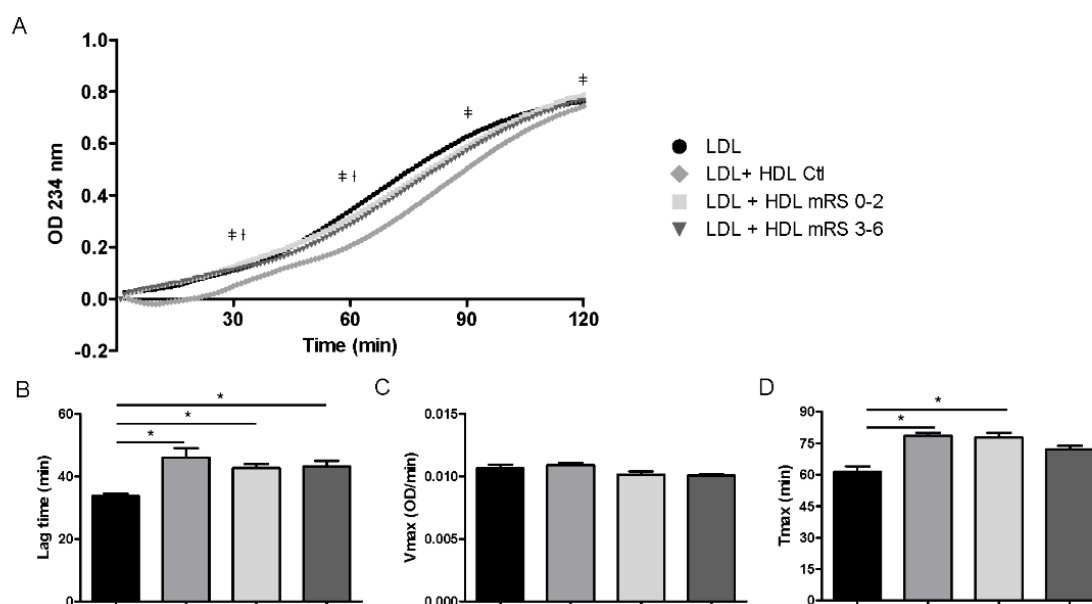 A
1.0
0.8
0.6
0.4
0.2
0.0
-0.2
OD 234 nm
ǂ ƚ
ǂ ƚ
ǂ
ǂ
30
60
90
120
Time (min)
LDL
LDL+ HDL Ctl
LDL + HDL mRS 0-2
LDL + HDL mRS 3-6
B
60
40
20
0
Lag time (min)
*
*
*
C
0.015
0.010
0.005
0.000
Vmax (OD/min)
D
90
75
60
45
30
15
0
Tmax (min)
*
*